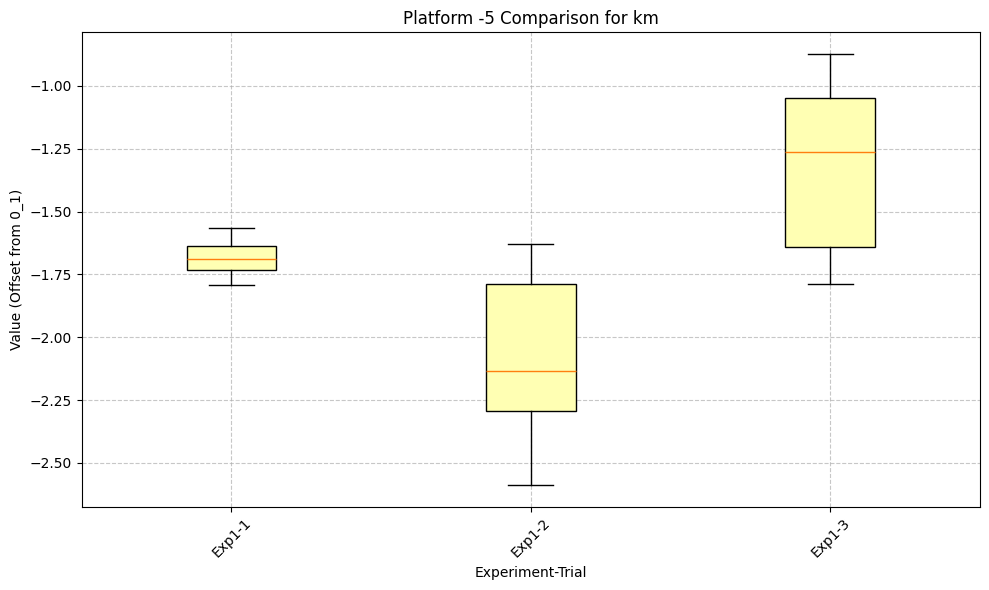 Platform -5 Comparison for km
Value (Offset from 0_1)
−1.00
−1.25
−1.50
−1.75
−2.00
−2.25
−2.50
Exp1-1
Exp1-2
Exp1-3
Experiment-Trial